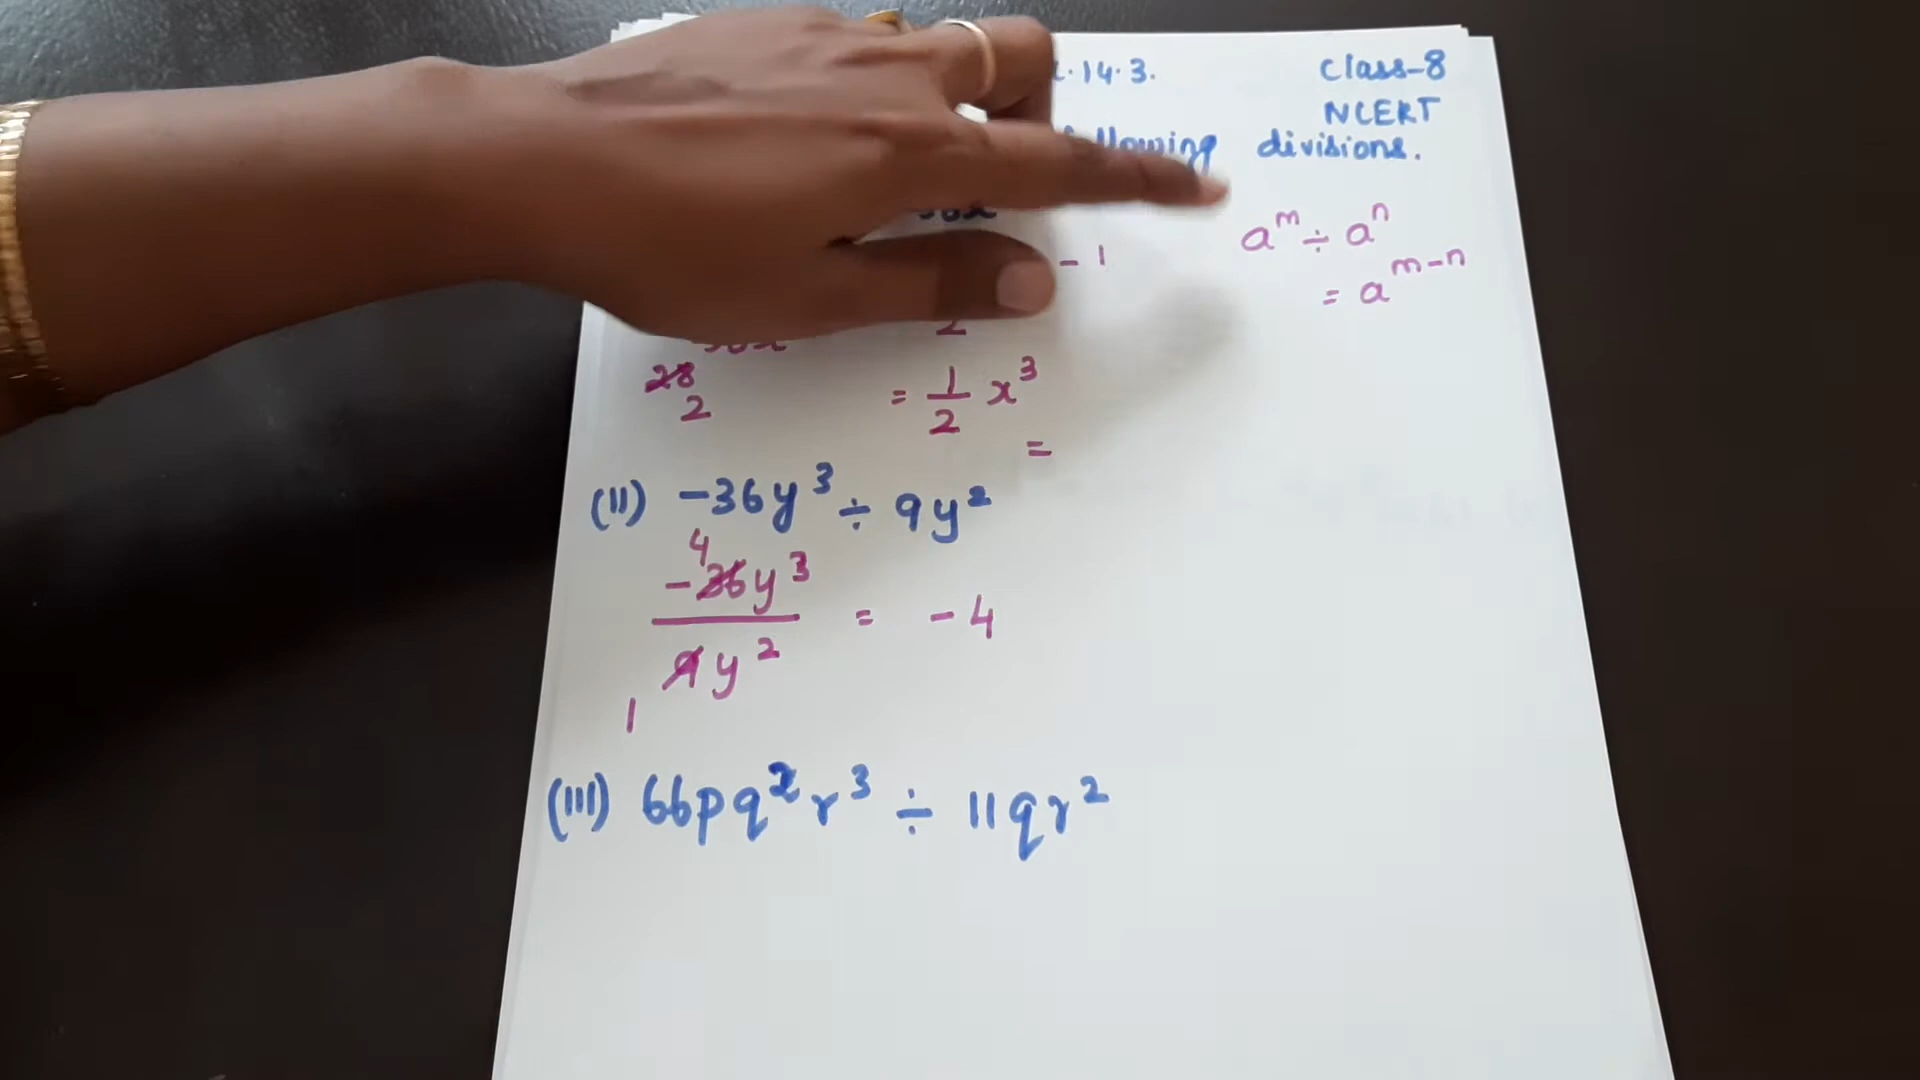 .14.3. Class-8
NCERT
following divisions.
a^m ÷ a^n
- 1
= a^{m-n}
2
28
2
= 1/2 x^3
=
(II) -36y^3 ÷ 9y^2
4
-36y^3 / 9y^2 = -4
1
(III) 66pq^2r^3 ÷ 11qr^2